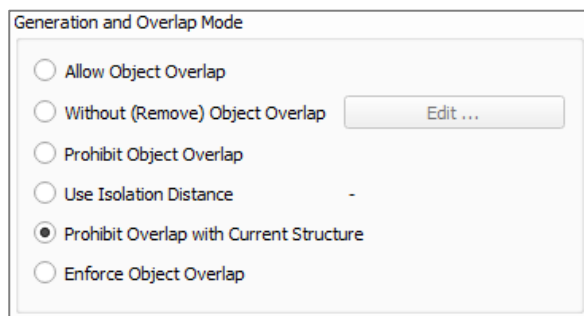 Generation and Overlap Mode
Allow Object Overlap
Without (Remove) Object Overlap Edit ...
Prohibit Object Overlap
Use Isolation Distance -
Prohibit Overlap with Current Structure
Enforce Object Overlap